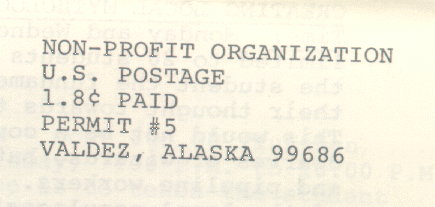 NON-PROFIT ORGANIZATION
U.S. POSTAGE
1.8¢ PAID
PERMIT #5
VALDEZ, ALASKA 99686